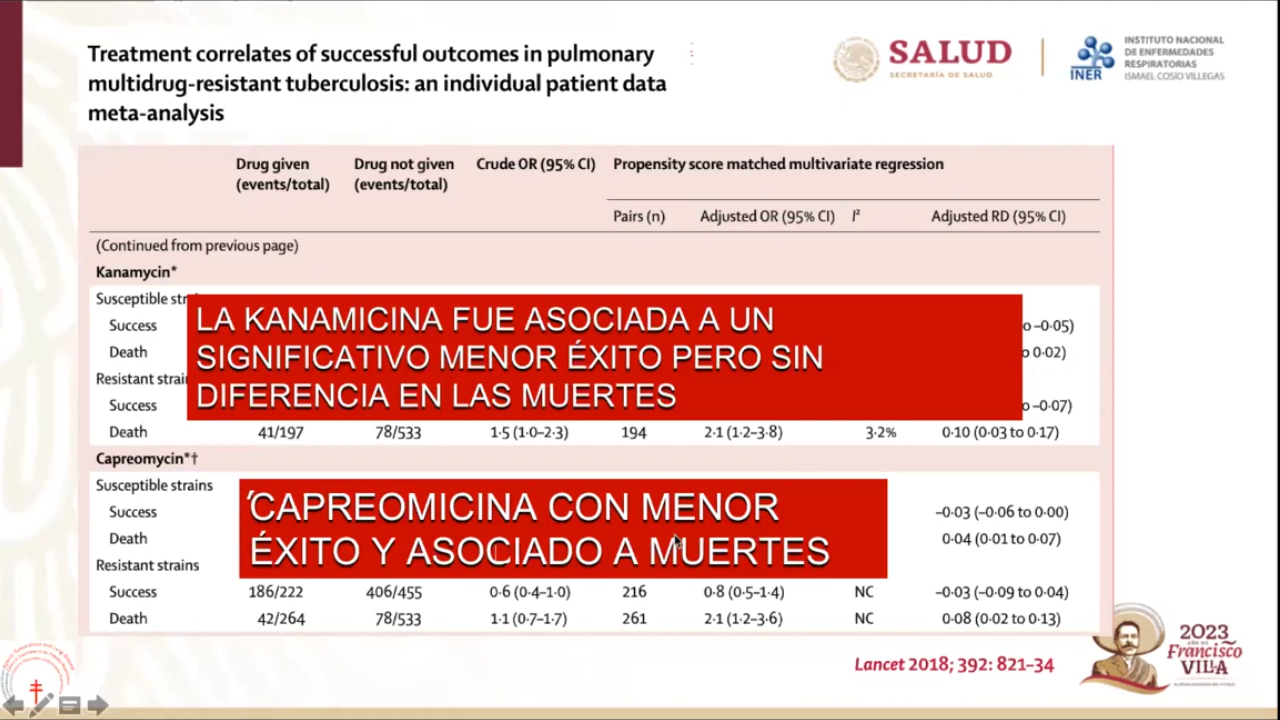 Treatment correlates of successful outcomes in pulmonary
multidrug-resistant tuberculosis: an individual patient data
meta-analysis
SALUD
SECRETARÍA DE SALUD
INER
INSTITUTO NACIONAL
DE ENFERMEDADES
RESPIRATORIAS
ISMAEL COSÍO VILLEGAS
Drug given (events/total) Drug not given (events/total) Crude OR (95% CI) Propensity score matched multivariate regression
Pairs (n) Adjusted OR (95% CI) I² Adjusted RD (95% CI)
(Continued from previous page)
Kanamycin*
Susceptible
LA KANAMICINA FUE ASOCIADA A UN
SIGNIFICATIVO MENOR ÉXITO PERO SIN
DIFERENCIA EN LAS MUERTES
Success –0·05)
Death 0·02)
Resistant
Success –0·07)
Death 41/197 78/533 1·5 (1·0–2·3) 194 2·1 (1·2–3·8) 3·2% 0·10 (0·03 to 0·17)
Capreomycin*†
Susceptible strains
´CAPREOMICINA CON MENOR
ÉXITO Y ASOCIADO A MUERTES
Success –0·03 (–0·06 to 0·00)
Death 0·04 (0·01 to 0·07)
Resistant strains
Success 186/222 406/455 0·6 (0·4–1·0) 216 0·8 (0·5–1·4) NC –0·03 (–0·09 to 0·04)
Death 42/264 78/533 1·1 (0·7–1·7) 261 2·1 (1·2–3·6) NC 0·08 (0·02 to 0·13)
Lancet 2018; 392: 821–34
2023
Francisco
VILLA